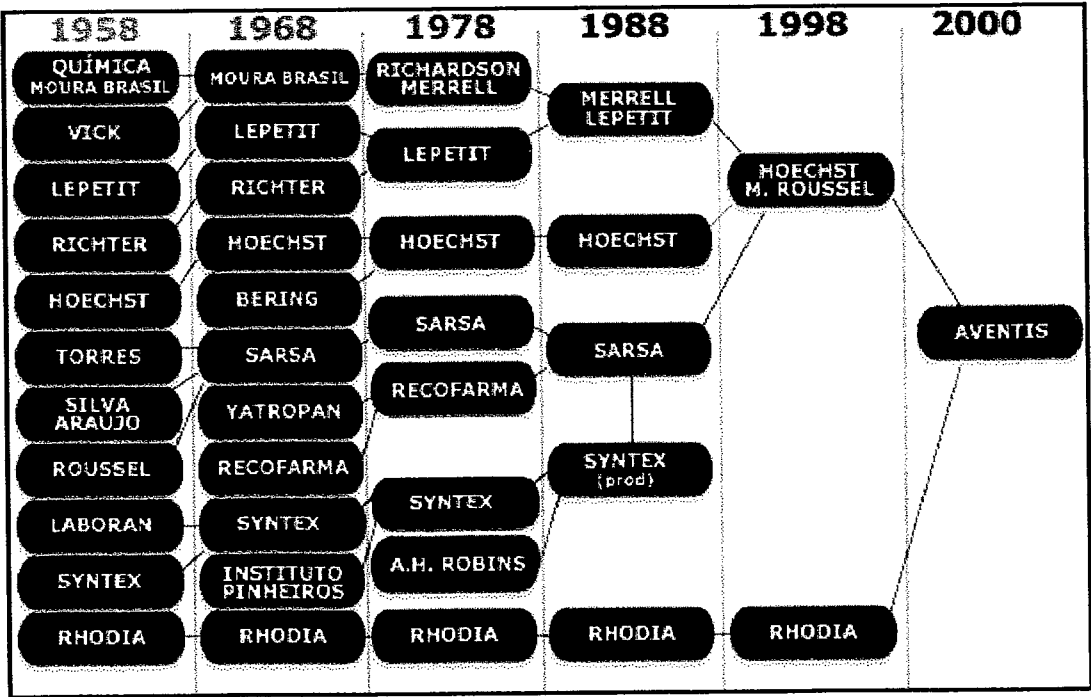 1958 1968 1978 1988 1998 2000
QUÍMICA
MOURA BRASIL
VICK
LEPETIT
RICHTER
HOECHST
TORRES
SILVA
ARAUJO
ROUSSEL
LABORAN
SYNTEX
RHODIA
MOURA BRASIL
LEPETIT
RICHTER
HOECHST
BERING
SARSA
YATROPAN
RECOFARMA
SYNTEX
INSTITUTO
PINHEIROS
RHODIA
RICHARDSON
MERRELL
LEPETIT
HOECHST
SARSA
RECOFARMA
SYNTEX
A.H. ROBINS
RHODIA
MERRELL
LEPETIT
HOECHST
SARSA
SYNTEX
(prod)
RHODIA
HOECHST
M. ROUSSEL
RHODIA
AVENTIS